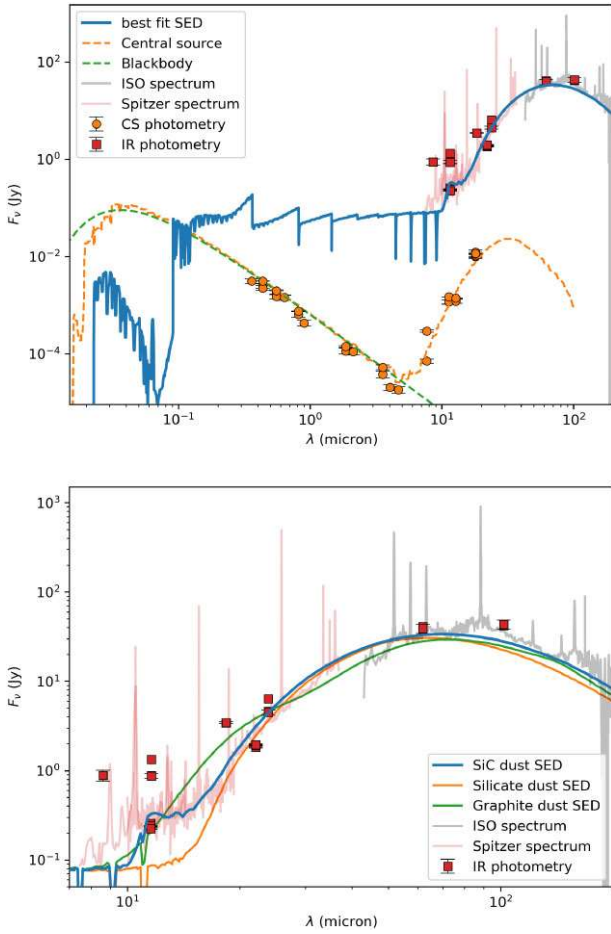 best fit SED
Central source
Blackbody
ISO spectrum
Spitzer spectrum
CS photometry
IR photometry
10²
10⁰
10⁻²
10⁻⁴
Fν (Jy)
10⁻¹ 10⁰ 10¹ 10²
λ (micron)
10³
10²
10¹
10⁰
10⁻¹
Fν (Jy)
SiC dust SED
Silicate dust SED
Graphite dust SED
ISO spectrum
Spitzer spectrum
IR photometry
10¹ 10²
λ (micron)